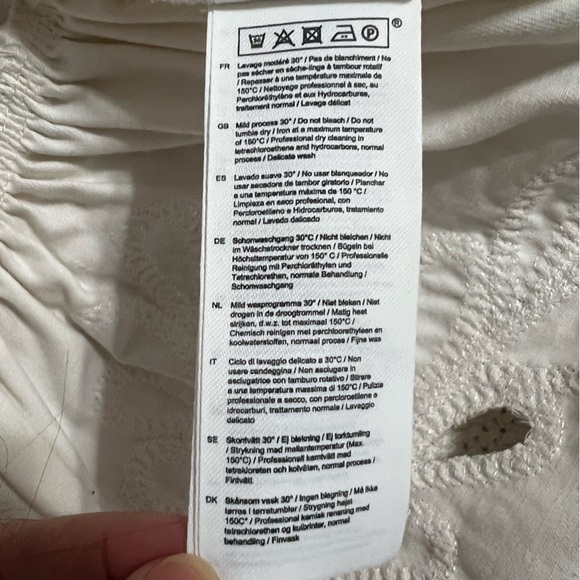 30 P ®
FR Lavage modéré 30° / Pas de blanchiment / Ne
pas sécher en sèche-linge à tambour rotatif
/ Repasser à une température maximale de
150°C / Nettoyage professionnel à sec, au
Perchloréthylène et aux Hydrocarbures,
traitement normal / Lavage délicat
GB Mild process 30° / Do not bleach / Do not
tumble dry / Iron at a maximum temperature
of 150°C / Professional dry cleaning in
tetrachloroethene and hydrocarbons, normal
process / Delicate wash
ES Lavado suave 30° / No usar blanqueador / No
usar secadora de tambor giratorio / Planchar
a una temperatura máxima de 150 °C /
Limpieza en seco profesional, con
Percloroetileno e Hidrocarburos, tratamiento
normal / Lavado delicado
DE Schonwaschgang 30°C / Nicht bleichen / Nicht
im Wäschetrockner trocknen / Bügeln bei
Höchsttemperatur von 150° C / Professionelle
Reinigung mit Perchloräthylen und
Tetrachlorethen, normale Behandlung /
Schonwaschgang
NL Mild wasprogramma 30° / Niet bleken / Niet
drogen in de droogtrommel / Matig heet
strijken, d.w.z. tot maximaal 150°C /
Chemisch reinigen met perchloorethyleen en
koolwaterstoffen, normaal proces / Fijne was
IT Ciclo di lavaggio delicato a 30°C / Non
usare candeggina / Non asciugare in
asciugatrice con tamburo rotativo / Stirare
a una temperatura massima di 150°C / Pulizia
professionale a secco, con percloroetilene o
idrocarburi, trattamento normale / Lavaggio
delicato
SE Skontvätt 30° / Ej blekning / Ej torktumling
/ Strykning med mellantemperatur (Max.
150°C) / Professionell kemtvätt med
tetrakloreten och kolväten, normal process /
Fintvätt
DK Skånsom vask 30° / Ingen blegning / Må ikke
tørres i tørretumbler / Strygning højst
150C° / Professionel kemisk rensning med
tetrachlorethen og kulbrinter, normal
behandling / Finvask